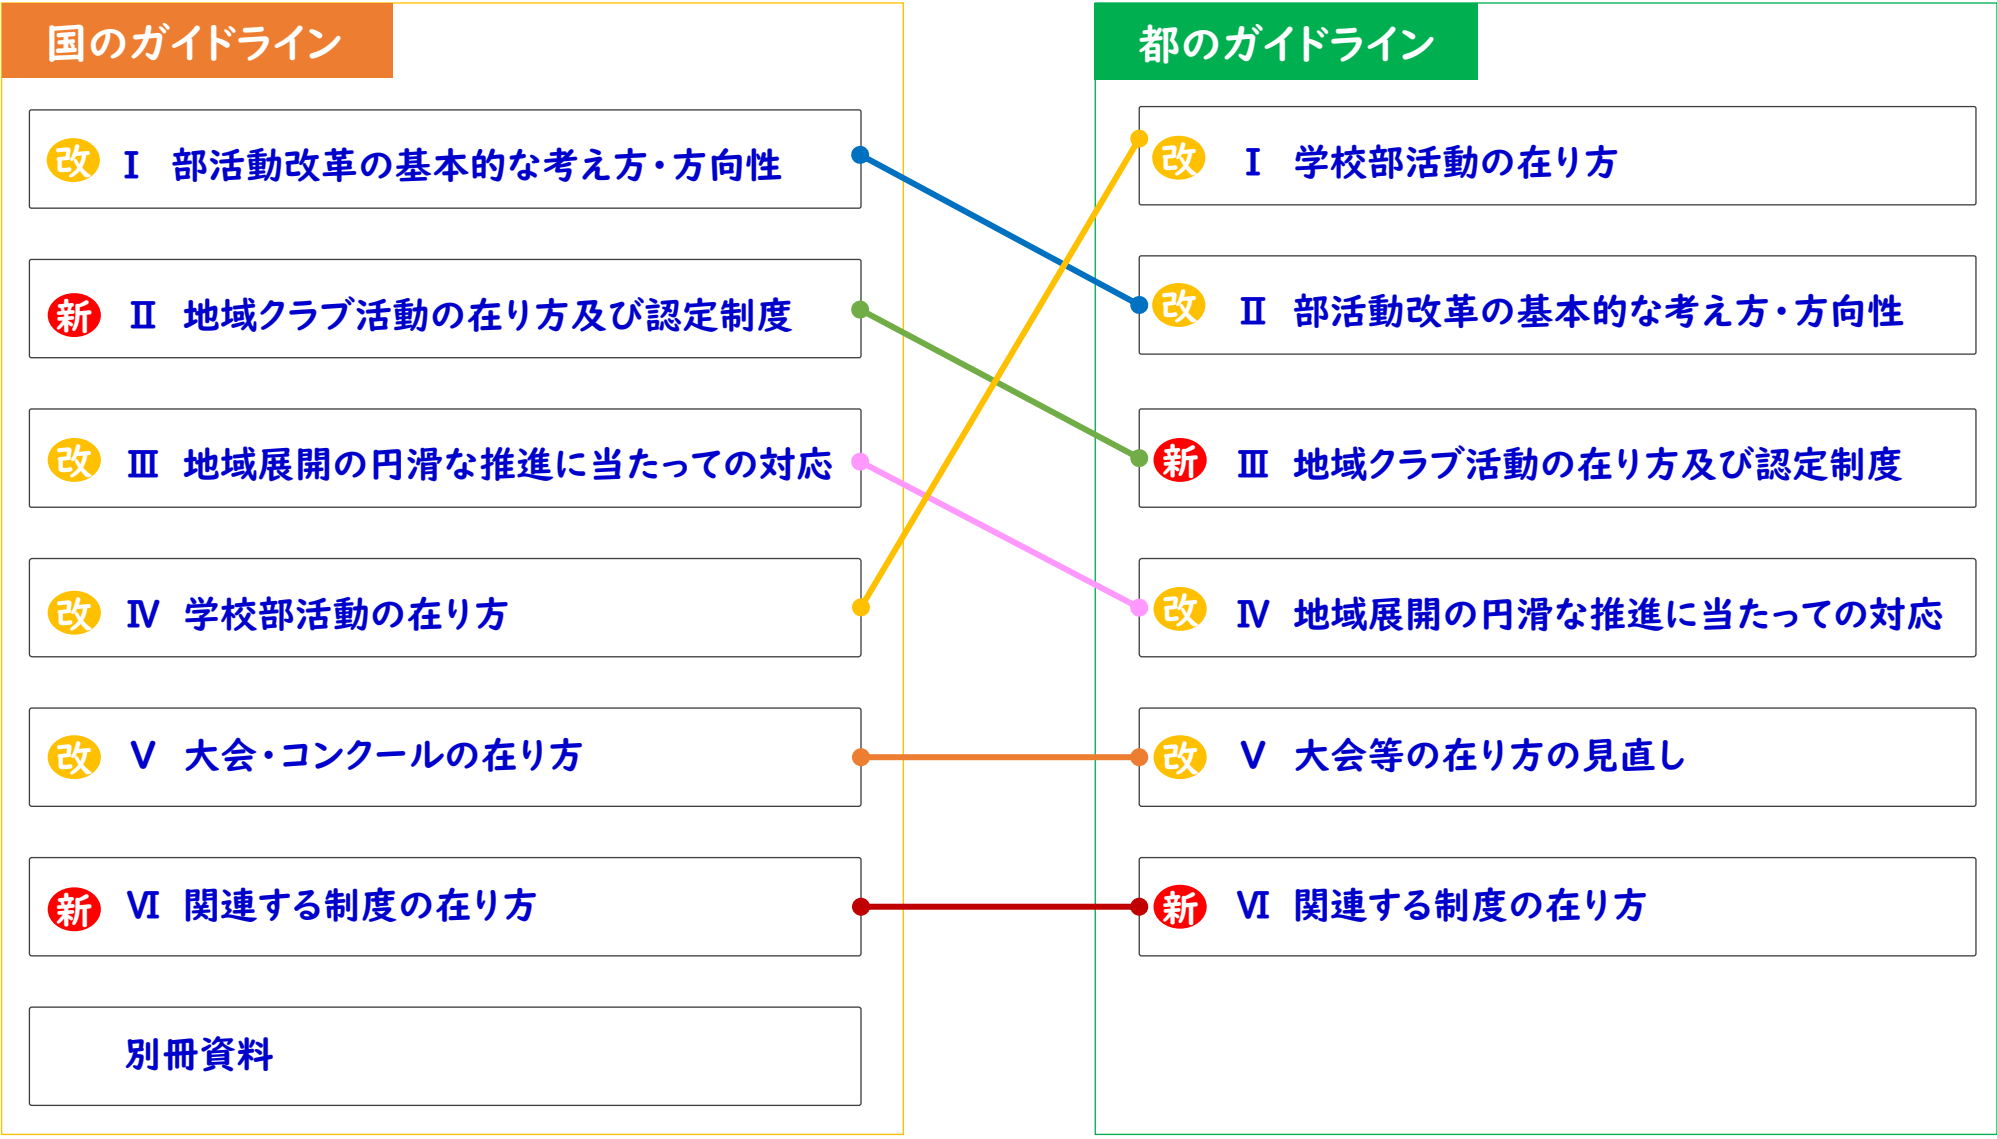 国のガイドライン
改 Ⅰ 部活動改革の基本的な考え方・方向性
新 Ⅱ 地域クラブ活動の在り方及び認定制度
改 Ⅲ 地域展開の円滑な推進に当たっての対応
改 Ⅳ 学校部活動の在り方
改 Ⅴ 大会・コンクールの在り方
新 Ⅵ 関連する制度の在り方
別冊資料
都のガイドライン
改 Ⅰ 学校部活動の在り方
改 Ⅱ 部活動改革の基本的な考え方・方向性
新 Ⅲ 地域クラブ活動の在り方及び認定制度
改 Ⅳ 地域展開の円滑な推進に当たっての対応
改 Ⅴ 大会等の在り方の見直し
新 Ⅵ 関連する制度の在り方